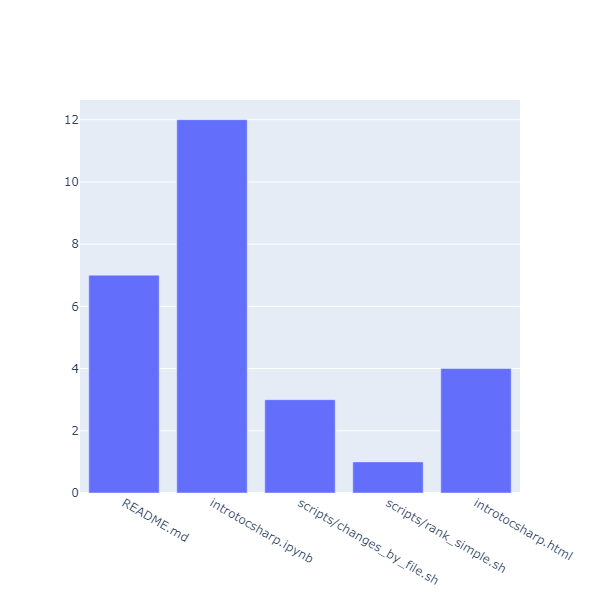 12
10
8
6
4
2
0
README.md
introtocsharp.ipynb
scripts/changes_by_file.sh
scripts/rank_simple.sh
introtocsharp.html